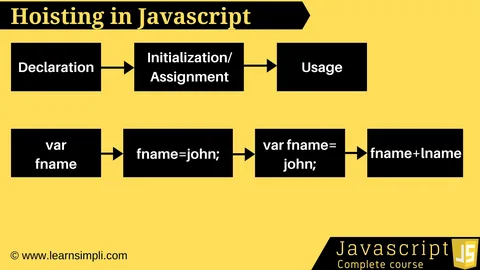 Hoisting in Javascript
Declaration
Initialization/
Assignment
Usage
var
fname
fname=john;
var fname=
john;
fname+lname
© www.learnsimpli.com
Javascript
Complete course
JS